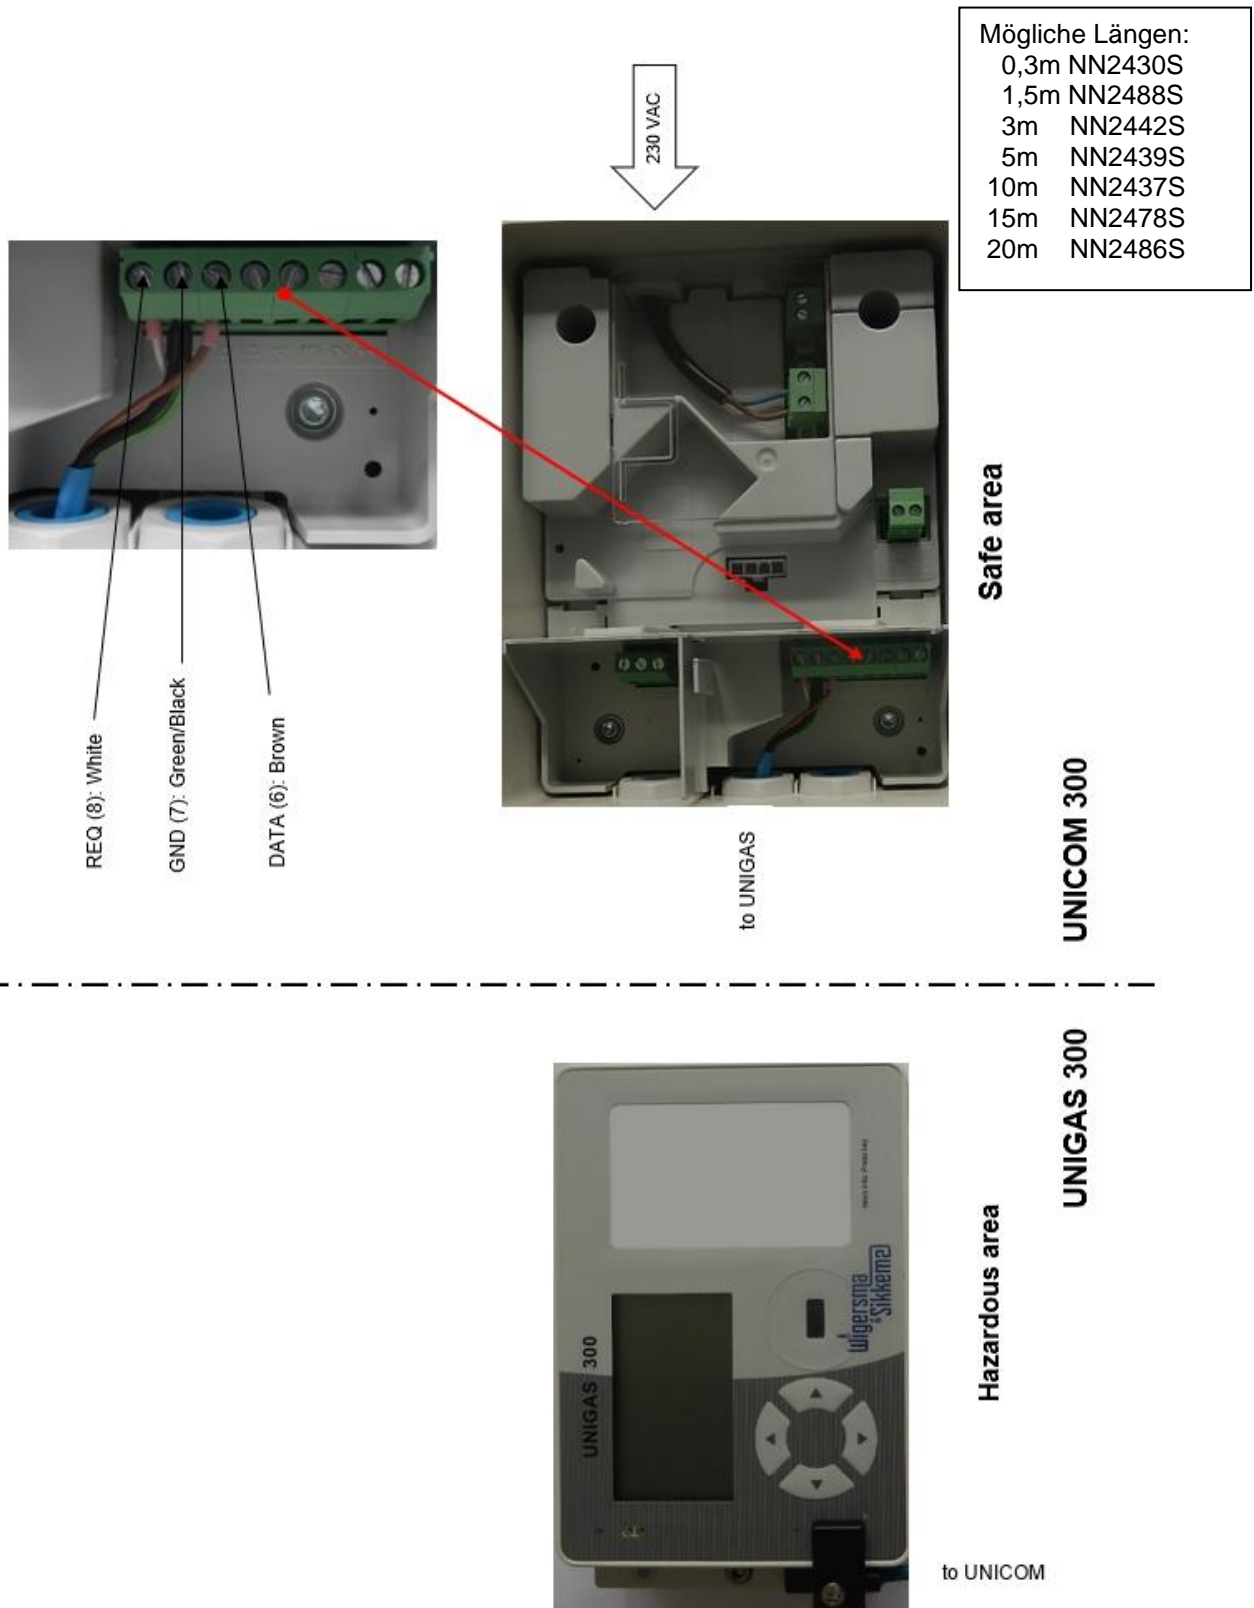 Mögliche Längen:
0,3m NN2430S
1,5m NN2488S
3m NN2442S
5m NN2439S
10m NN2437S
15m NN2478S
20m NN2486S
230 VAC
REQ (8): White
GND (7): Green/Black
DATA (6): Brown
to UNIGAS
Safe area
UNICOM 300
UNIGAS 300
Hazardous area
UNIGAS 300
Wigersma
& Sikkema
to UNICOM